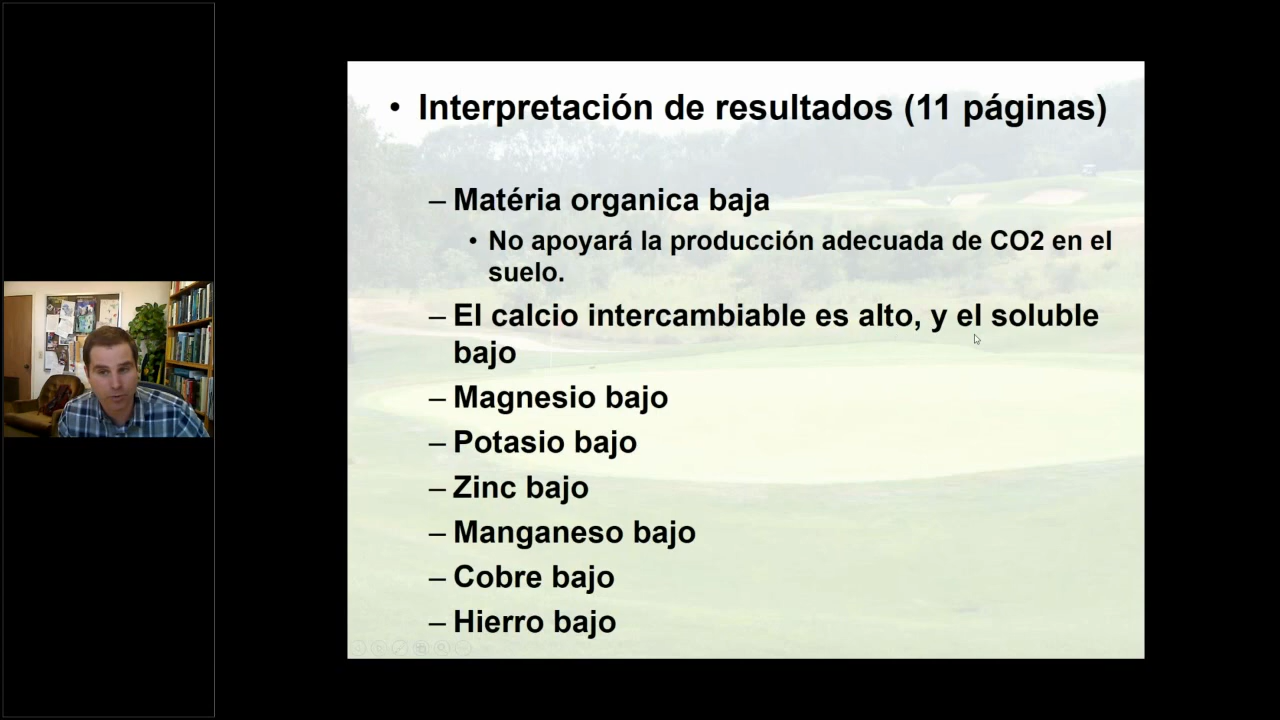 • Interpretación de resultados (11 páginas)
– Matéria organica baja
• No apoyará la producción adecuada de CO2 en el
suelo.
– El calcio intercambiable es alto, y el soluble
bajo
– Magnesio bajo
– Potasio bajo
– Zinc bajo
– Manganeso bajo
– Cobre bajo
– Hierro bajo